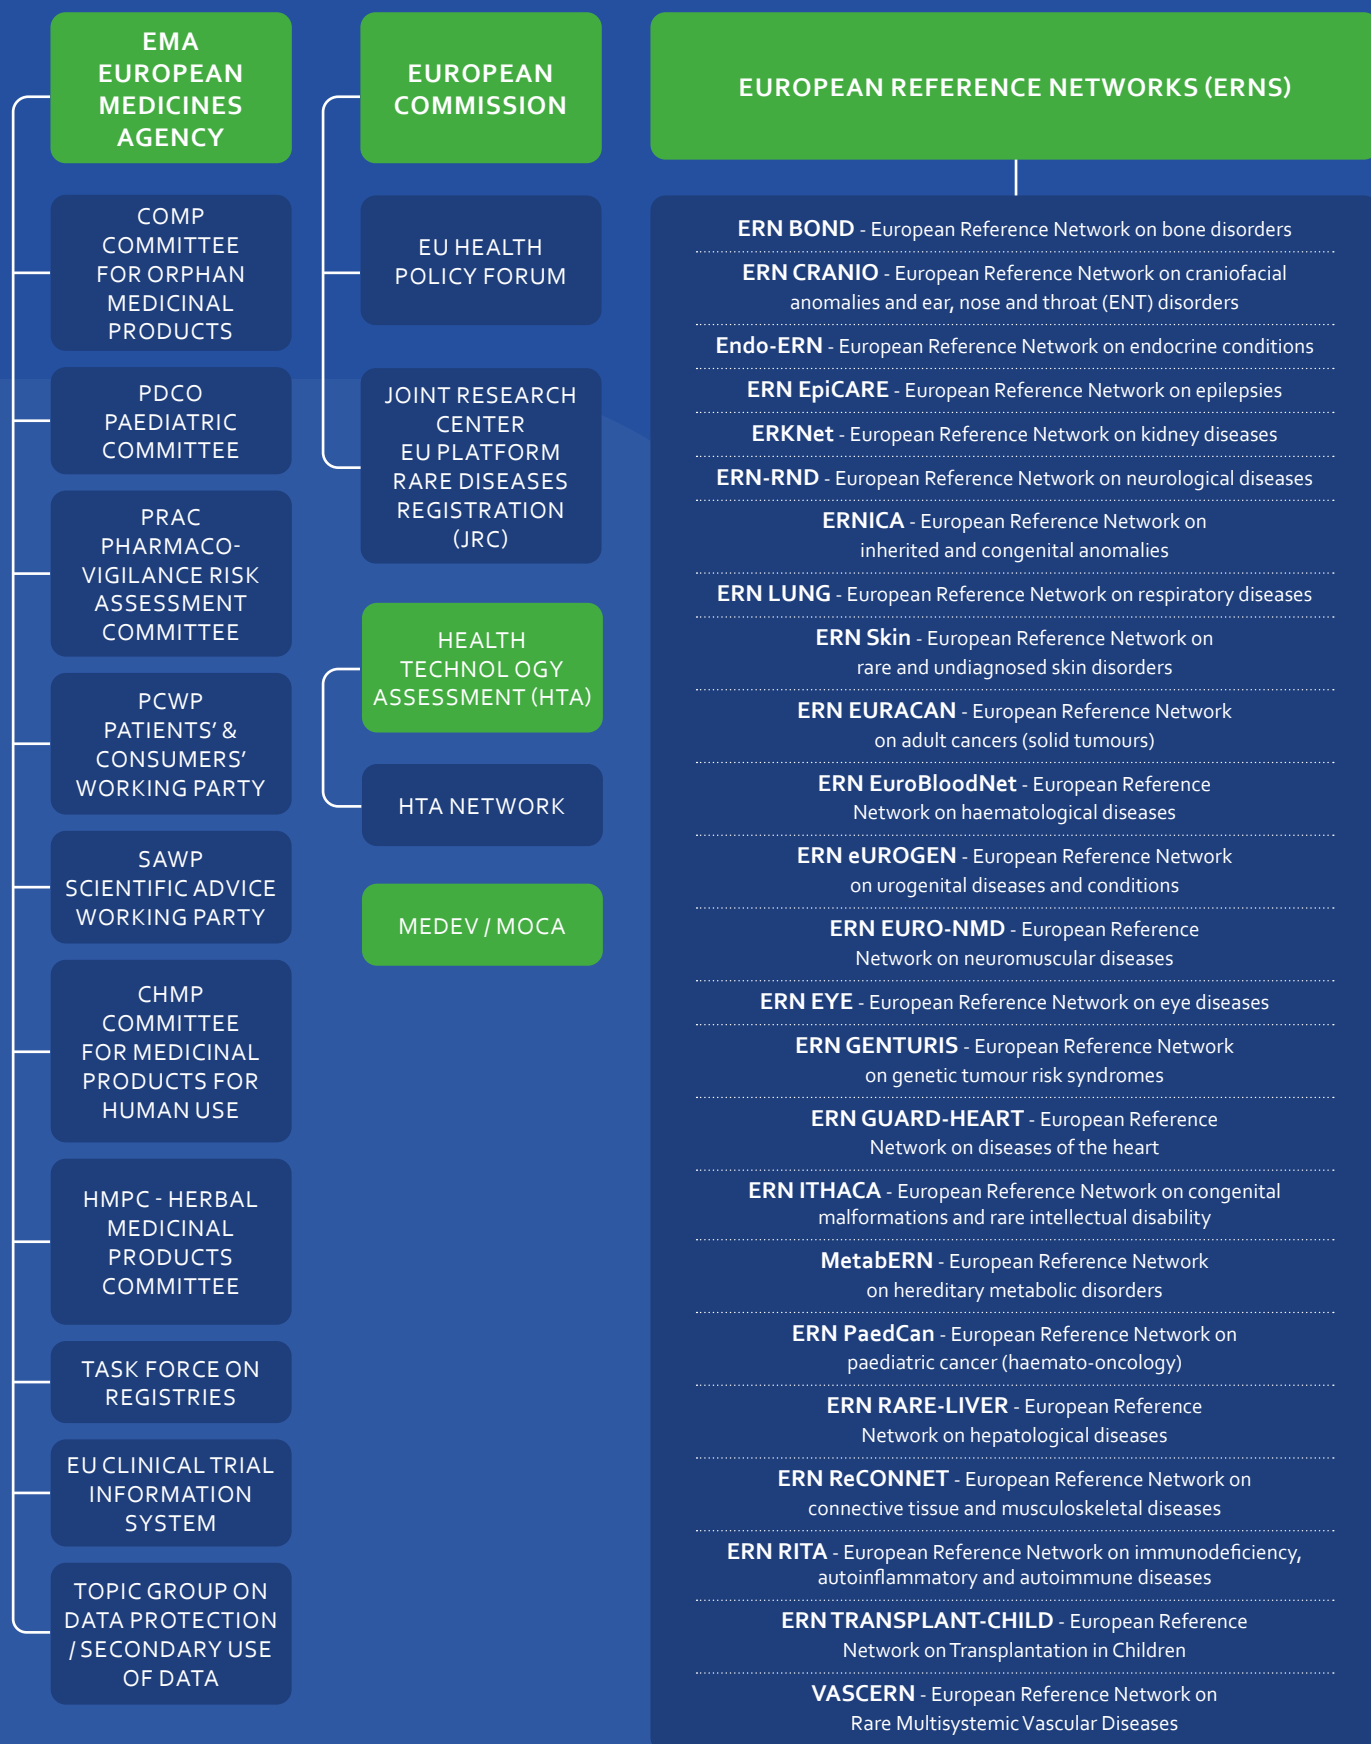 EMA
EUROPEAN
MEDICINES
AGENCY
COMP
COMMITTEE
FOR ORPHAN
MEDICINAL
PRODUCTS
PDCO
PAEDIATRIC
COMMITTEE
PRAC
PHARMACO-
VIGILANCE RISK
ASSESSMENT
COMMITTEE
PCWP
PATIENTS' &
CONSUMERS'
WORKING PARTY
SAWP
SCIENTIFIC ADVICE
WORKING PARTY
CHMP
COMMITTEE
FOR MEDICINAL
PRODUCTS FOR
HUMAN USE
HMPC - HERBAL
MEDICINAL
PRODUCTS
COMMITTEE
TASK FORCE ON
REGISTRIES
EU CLINICAL TRIAL
INFORMATION
SYSTEM
TOPIC GROUP ON
DATA PROTECTION
/ SECONDARY USE
OF DATA
EUROPEAN
COMMISSION
EU HEALTH
POLICY FORUM
JOINT RESEARCH
CENTER
EU PLATFORM
RARE DISEASES
REGISTRATION
(JRC)
HEALTH
TECHNOL OGY
ASSESSMENT (HTA)
HTA NETWORK
MEDEV / MOCA
EUROPEAN REFERENCE NETWORKS (ERNS)
ERN BOND - European Reference Network on bone disorders
ERN CRANIO - European Reference Network on craniofacial
anomalies and ear, nose and throat (ENT) disorders
Endo-ERN - European Reference Network on endocrine conditions
ERN EpiCARE - European Reference Network on epilepsies
ERKNet - European Reference Network on kidney diseases
ERN-RND - European Reference Network on neurological diseases
ERNICA - European Reference Network on
inherited and congenital anomalies
ERN LUNG - European Reference Network on respiratory diseases
ERN Skin - European Reference Network on
rare and undiagnosed skin disorders
ERN EURACAN - European Reference Network
on adult cancers (solid tumours)
ERN EuroBloodNet - European Reference
Network on haematological diseases
ERN eUROGEN - European Reference Network
on urogenital diseases and conditions
ERN EURO-NMD - European Reference
Network on neuromuscular diseases
ERN EYE - European Reference Network on eye diseases
ERN GENTURIS - European Reference Network
on genetic tumour risk syndromes
ERN GUARD-HEART - European Reference
Network on diseases of the heart
ERN ITHACA - European Reference Network on congenital
malformations and rare intellectual disability
MetabERN - European Reference Network
on hereditary metabolic disorders
ERN PaedCan - European Reference Network on
paediatric cancer (haemato-oncology)
ERN RARE-LIVER - European Reference
Network on hepatological diseases
ERN ReCONNET - European Reference Network on
connective tissue and musculoskeletal diseases
ERN RITA - European Reference Network on immunodeficiency,
autoinflammatory and autoimmune diseases
ERN TRANSPLANT-CHILD - European Reference
Network on Transplantation in Children
VASCERN - European Reference Network on
Rare Multisystemic Vascular Diseases